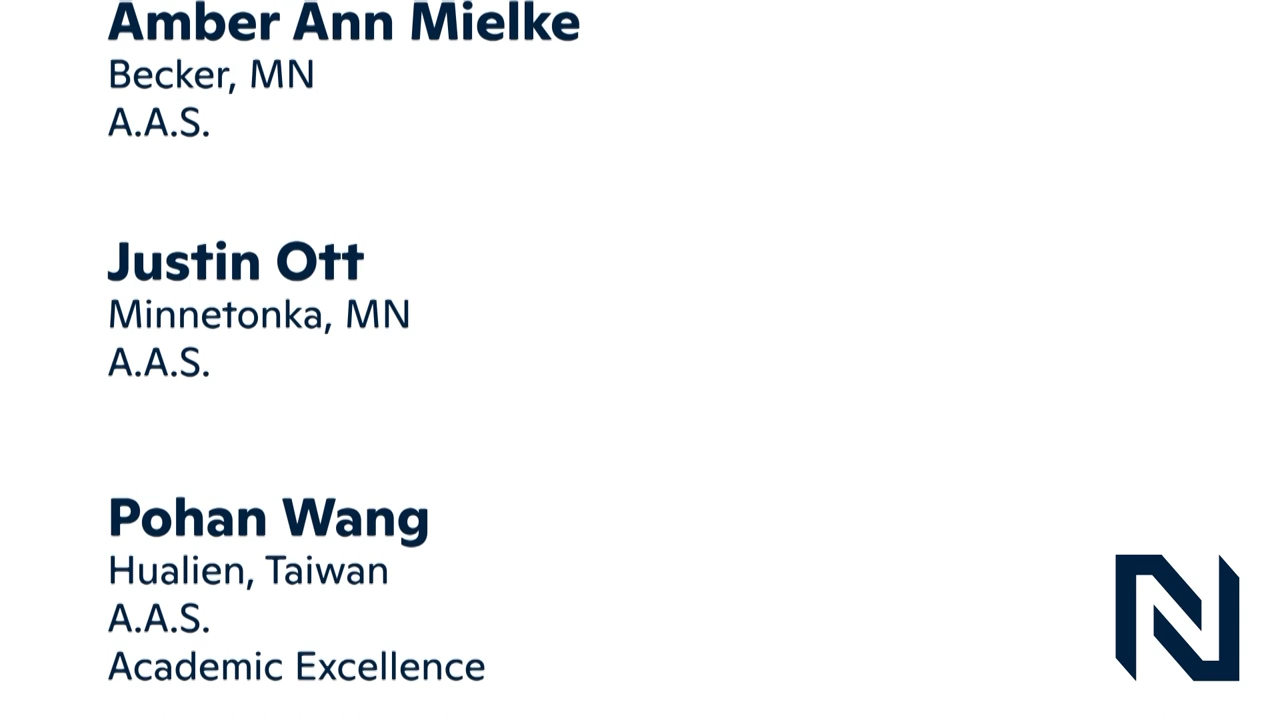 Amber Ann Mielke
Becker, MN
A.A.S.
Justin Ott
Minnetonka, MN
A.A.S.
Pohan Wang
Hualien, Taiwan
A.A.S.
Academic Excellence
N